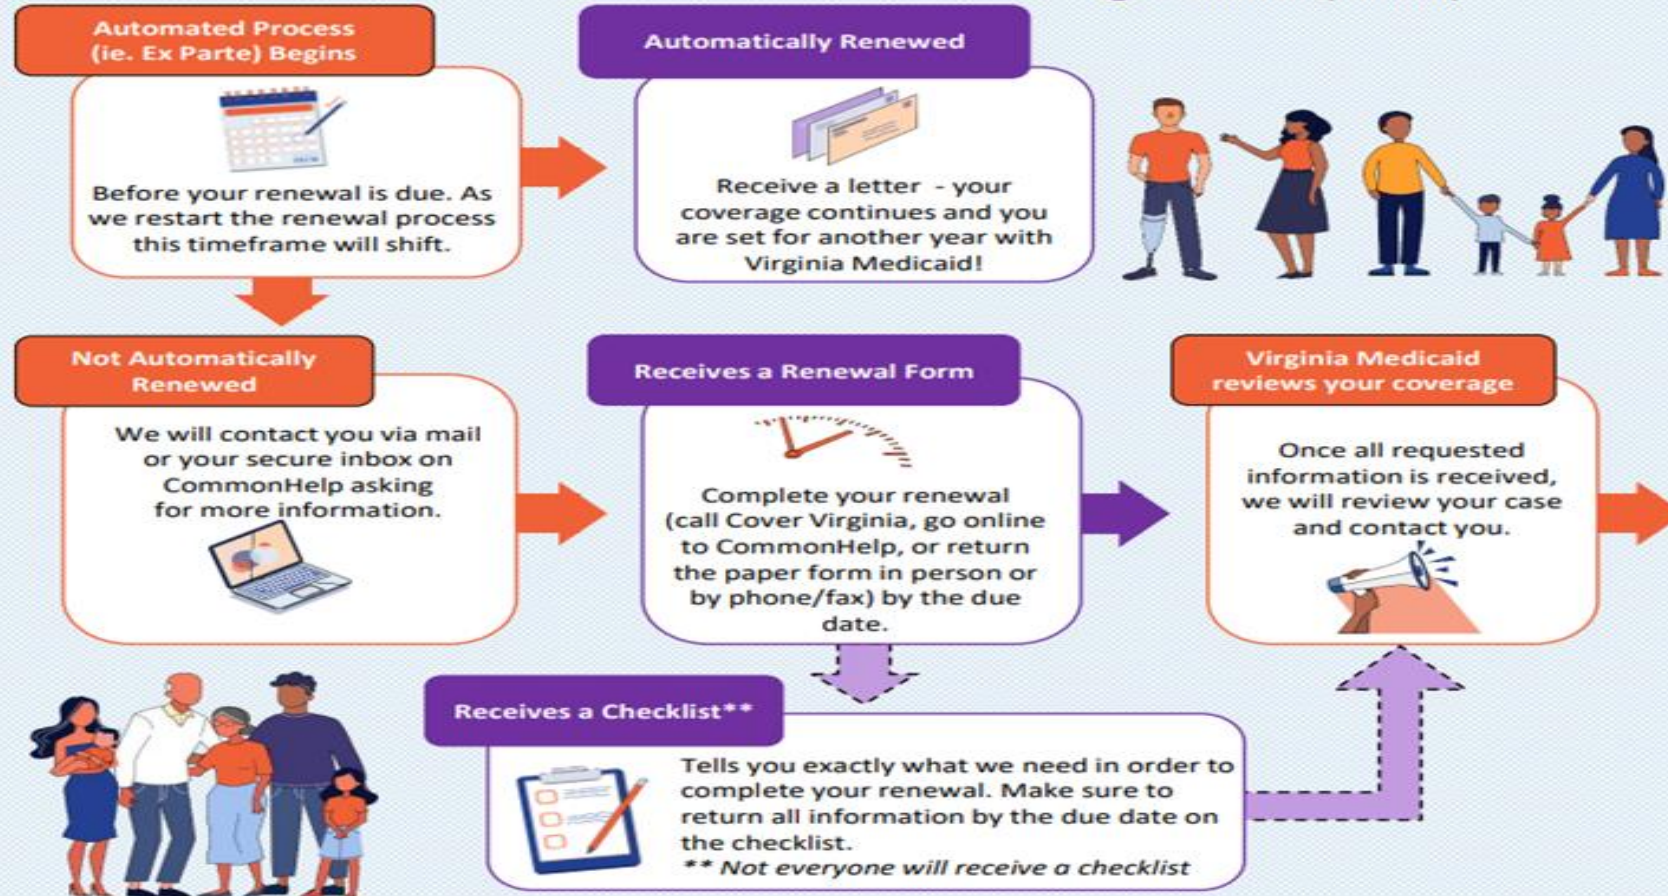 Automated Process
(ie. Ex Parte) Begins
Before your renewal is due. As
we restart the renewal process
this timeframe will shift.
Automatically Renewed
Receive a letter - your
coverage continues and you
are set for another year with
Virginia Medicaid!
Not Automatically
Renewed
We will contact you via mail
or your secure inbox on
CommonHelp asking
for more information.
Receives a Renewal Form
Complete your renewal
(call Cover Virginia, go online
to CommonHelp, or return
the paper form in person or
by phone/fax) by the due
date.
Virginia Medicaid
reviews your coverage
Once all requested
information is received,
we will review your case
and contact you.
Receives a Checklist**
Tells you exactly what we need in order to
complete your renewal. Make sure to
return all information by the due date on
the checklist.
** Not everyone will receive a checklist